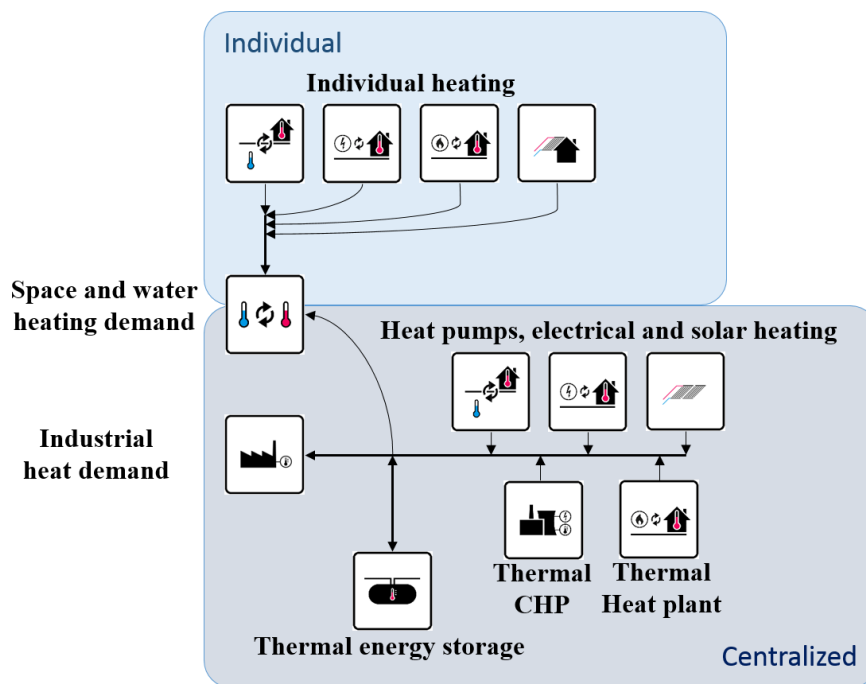 Individual
Individual heating
Space and water
heating demand
Heat pumps, electrical and solar heating
Industrial
heat demand
Thermal
CHP
Thermal
Heat plant
Thermal energy storage
Centralized